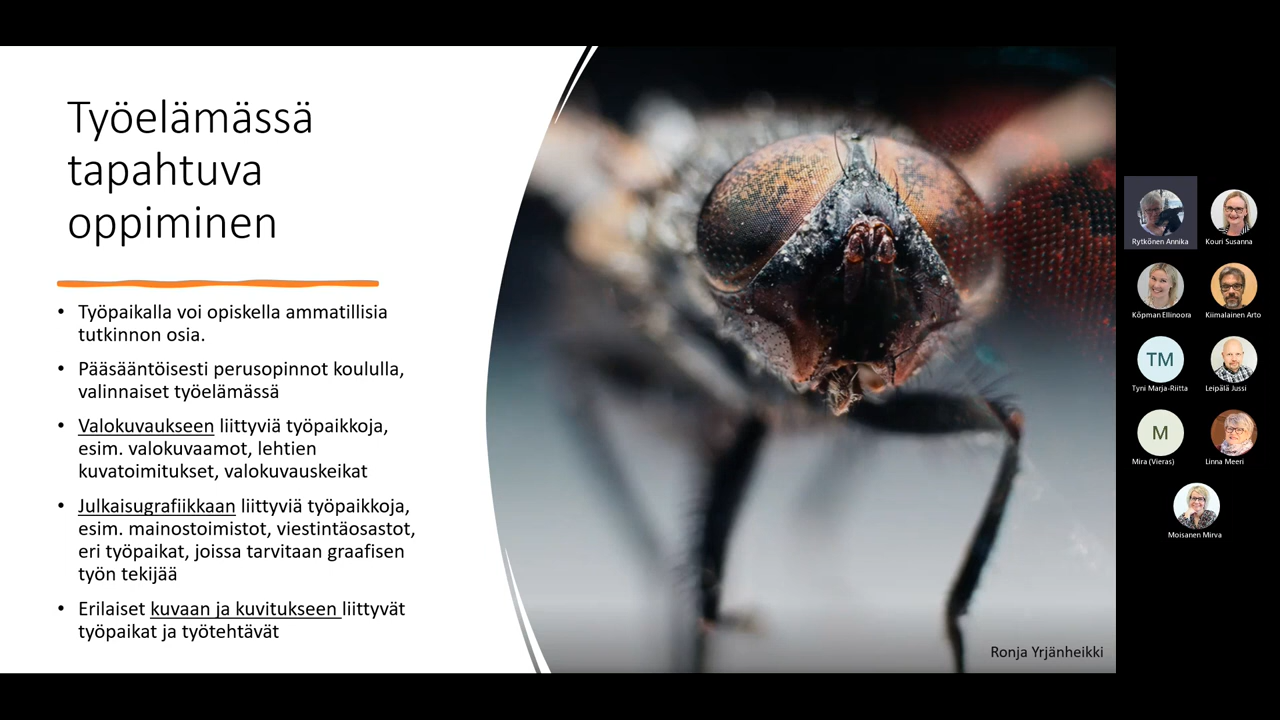 Työelämässä
tapahtuva
oppiminen
• Työpaikalla voi opiskella ammatillisia
tutkinnon osia.
• Pääsääntöisesti perusopinnot koululla,
valinnaiset työelämässä
• Valokuvaukseen liittyviä työpaikkoja,
esim. valokuvaamot, lehtien
kuvatoimitukset, valokuvauskeikat
• Julkaisugrafiikkaan liittyviä työpaikkoja,
esim. mainostoimistot, viestintäosastot,
eri työpaikat, joissa tarvitaan graafisen
työn tekijää
• Erilaiset kuvaan ja kuvitukseen liittyvät
työpaikat ja työtehtävät
Ronja Yrjänheikki
Rytkönen Annika
Kouri Susanna
Köpman Ellinoora
Kiimalainen Arto
TM
Tyni Marja-Riitta
Leipälä Jussi
M
Mira (Vieras)
Linna Meeri
Moisanen Mirva